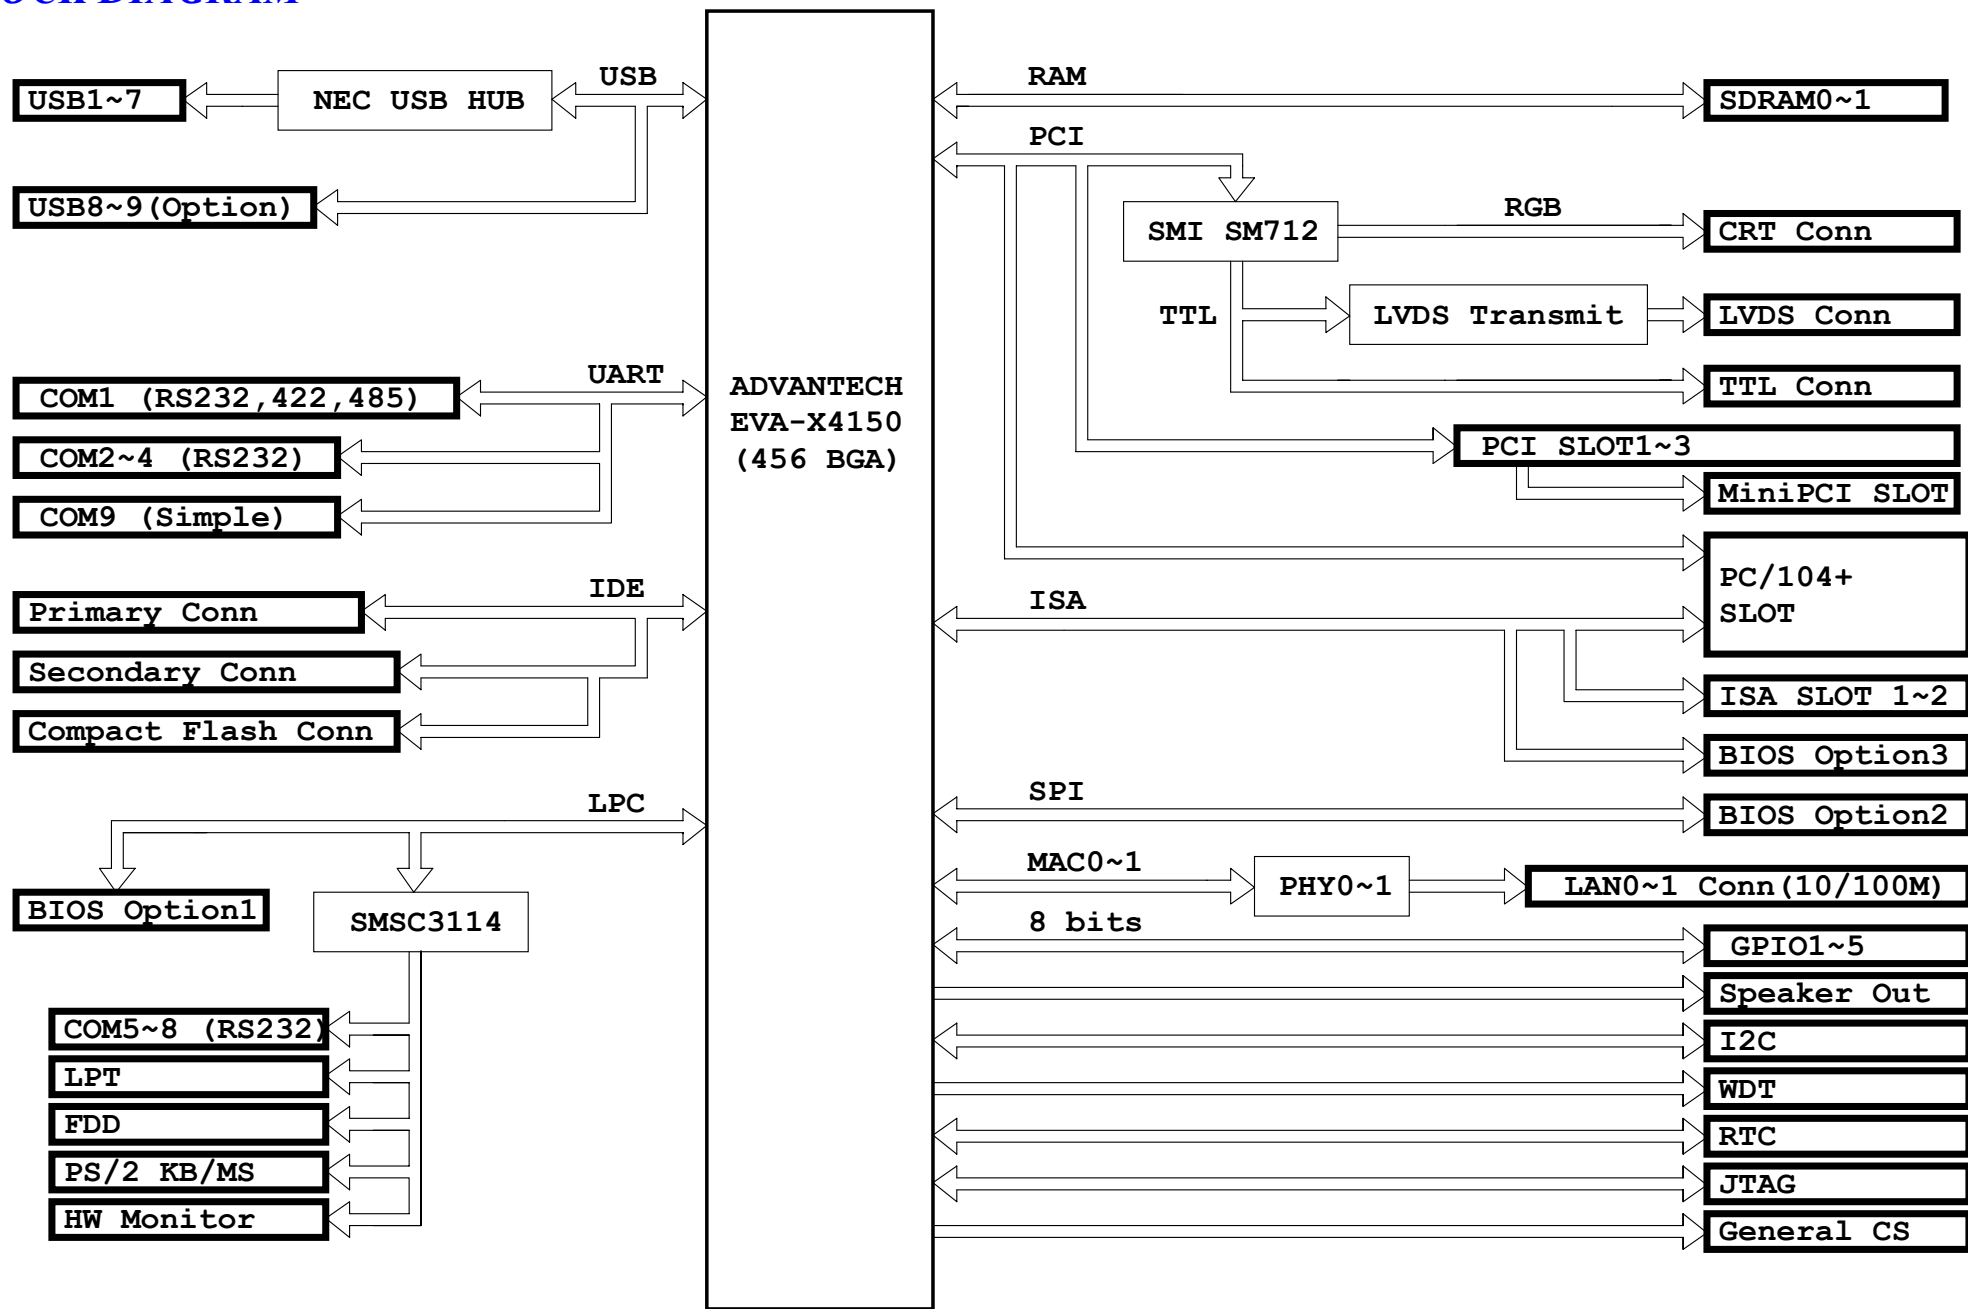 DIAGRAM
USB
USB1~7
NEC USB HUB
USB8~9(Option)
UART
COM1 (RS232,422,485)
COM2~4 (RS232)
COM9 (Simple)
IDE
Primary Conn
Secondary Conn
Compact Flash Conn
LPC
BIOS Option1
SMSC3114
COM5~8 (RS232)
LPT
FDD
PS/2 KB/MS
HW Monitor
ADVANTECH
EVA-X4150
(456 BGA)
RAM
SDRAM0~1
PCI
SMI SM712
RGB
CRT Conn
TTL
LVDS Transmit
LVDS Conn
TTL Conn
PCI SLOT1~3
MiniPCI SLOT
PC/104+
SLOT
ISA
ISA SLOT 1~2
BIOS Option3
SPI
BIOS Option2
MAC0~1
PHY0~1
LAN0~1 Conn(10/100M)
8 bits
GPIO1~5
Speaker Out
I2C
WDT
RTC
JTAG
General CS